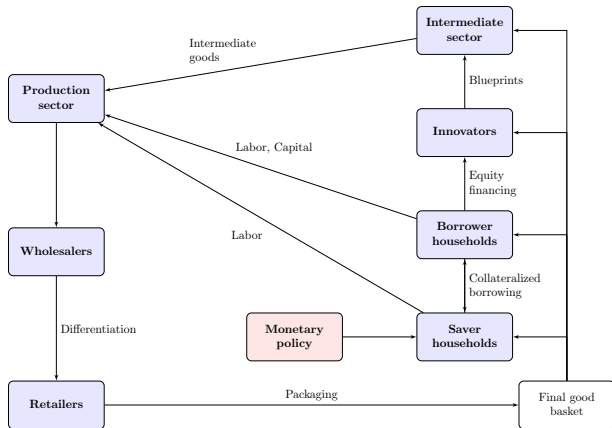 Intermediate
sector
Intermediate
goods
Production
sector
Blueprints
Innovators
Labor, Capital
Equity
financing
Borrower
households
Labor
Wholesalers
Collateralized
borrowing
Differentiation
Monetary
policy
Saver
households
Retailers
Packaging
Final good
basket